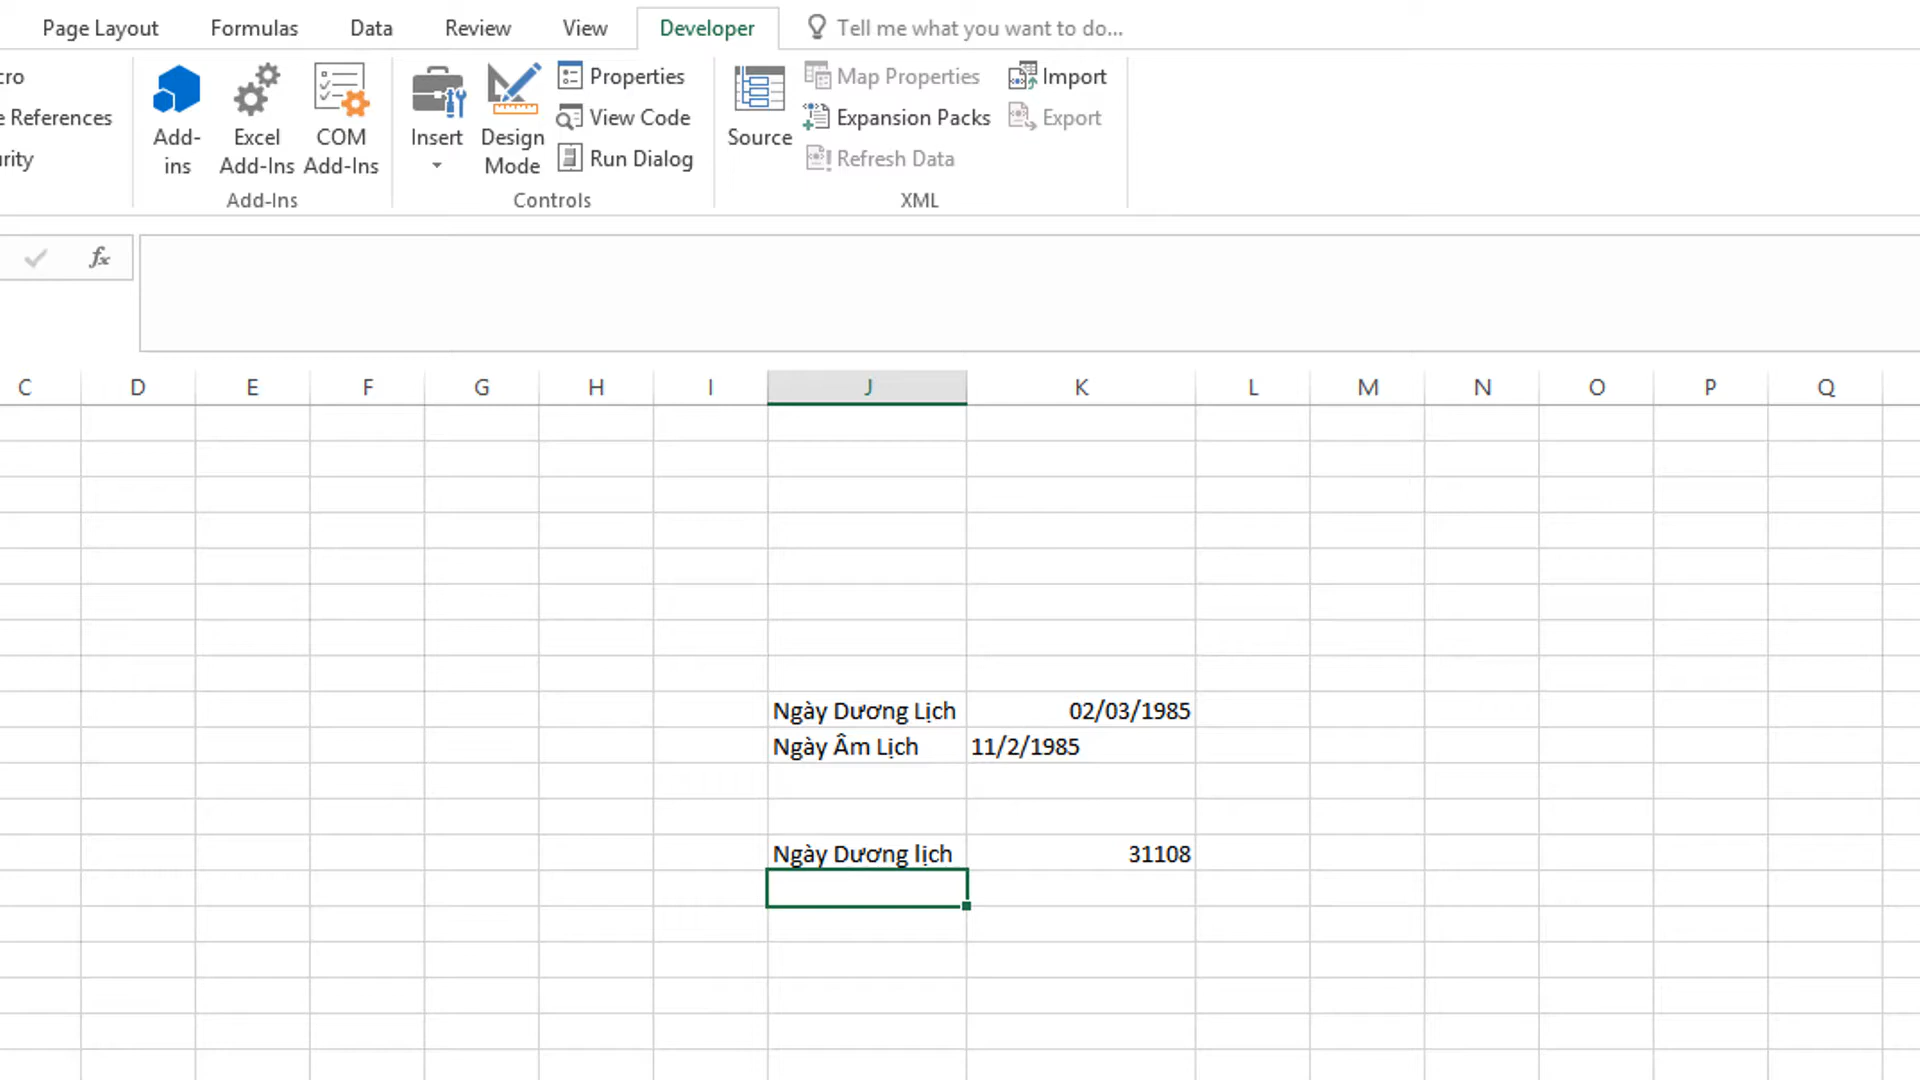 Page Layout Formulas Data Review View Developer Tell me what you want to do...
cro
e References
urity
Add-ins
Excel Add-Ins
COM Add-Ins
Add-Ins
Insert
Design Mode
Properties
View Code
Run Dialog
Controls
Source
Map Properties
Expansion Packs
Refresh Data
Import
Export
XML
fx
C D E F G H I J K L M N O P Q
Ngày Dương Lịch 02/03/1985
Ngày Âm Lịch 11/2/1985
Ngày Dương lịch 31108